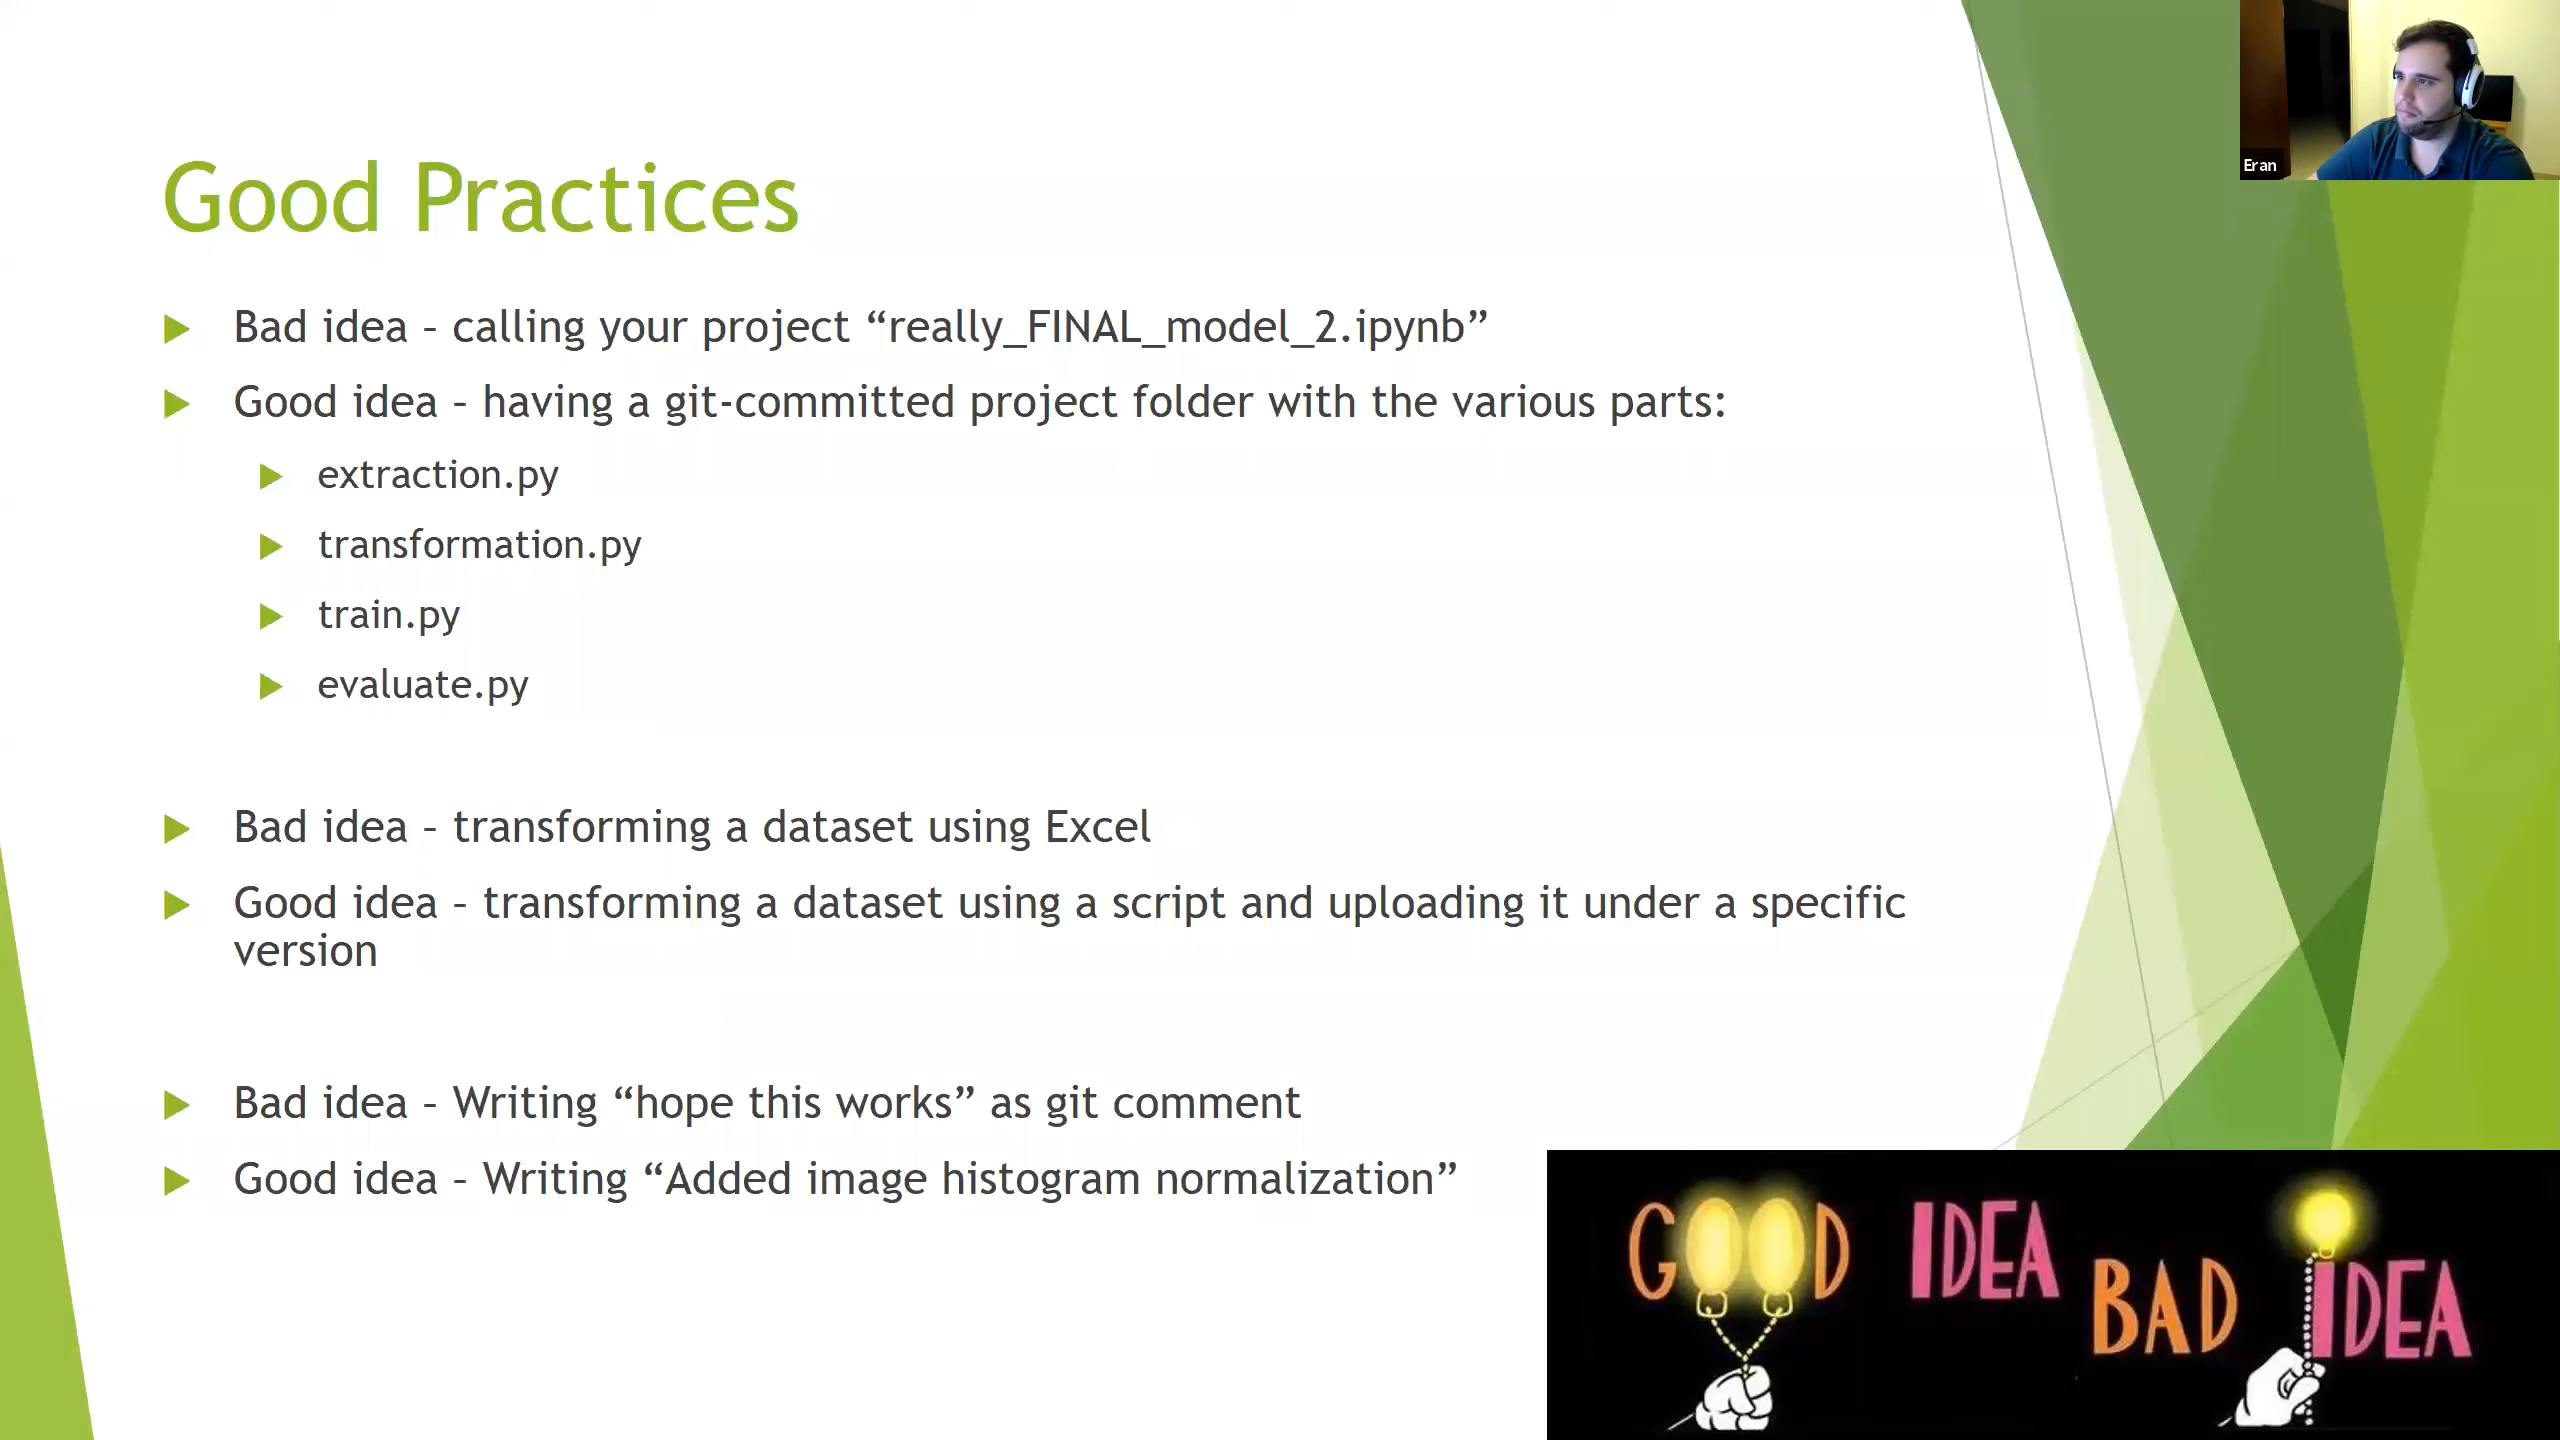 Good Practices
Bad idea – calling your project “really_FINAL_model_2.ipynb”
Good idea – having a git-committed project folder with the various parts:
extraction.py
transformation.py
train.py
evaluate.py
Bad idea – transforming a dataset using Excel
Good idea – transforming a dataset using a script and uploading it under a specific
version
Bad idea – Writing “hope this works” as git comment
Good idea – Writing “Added image histogram normalization”
Eran
GOOD IDEA
BAD IDEA